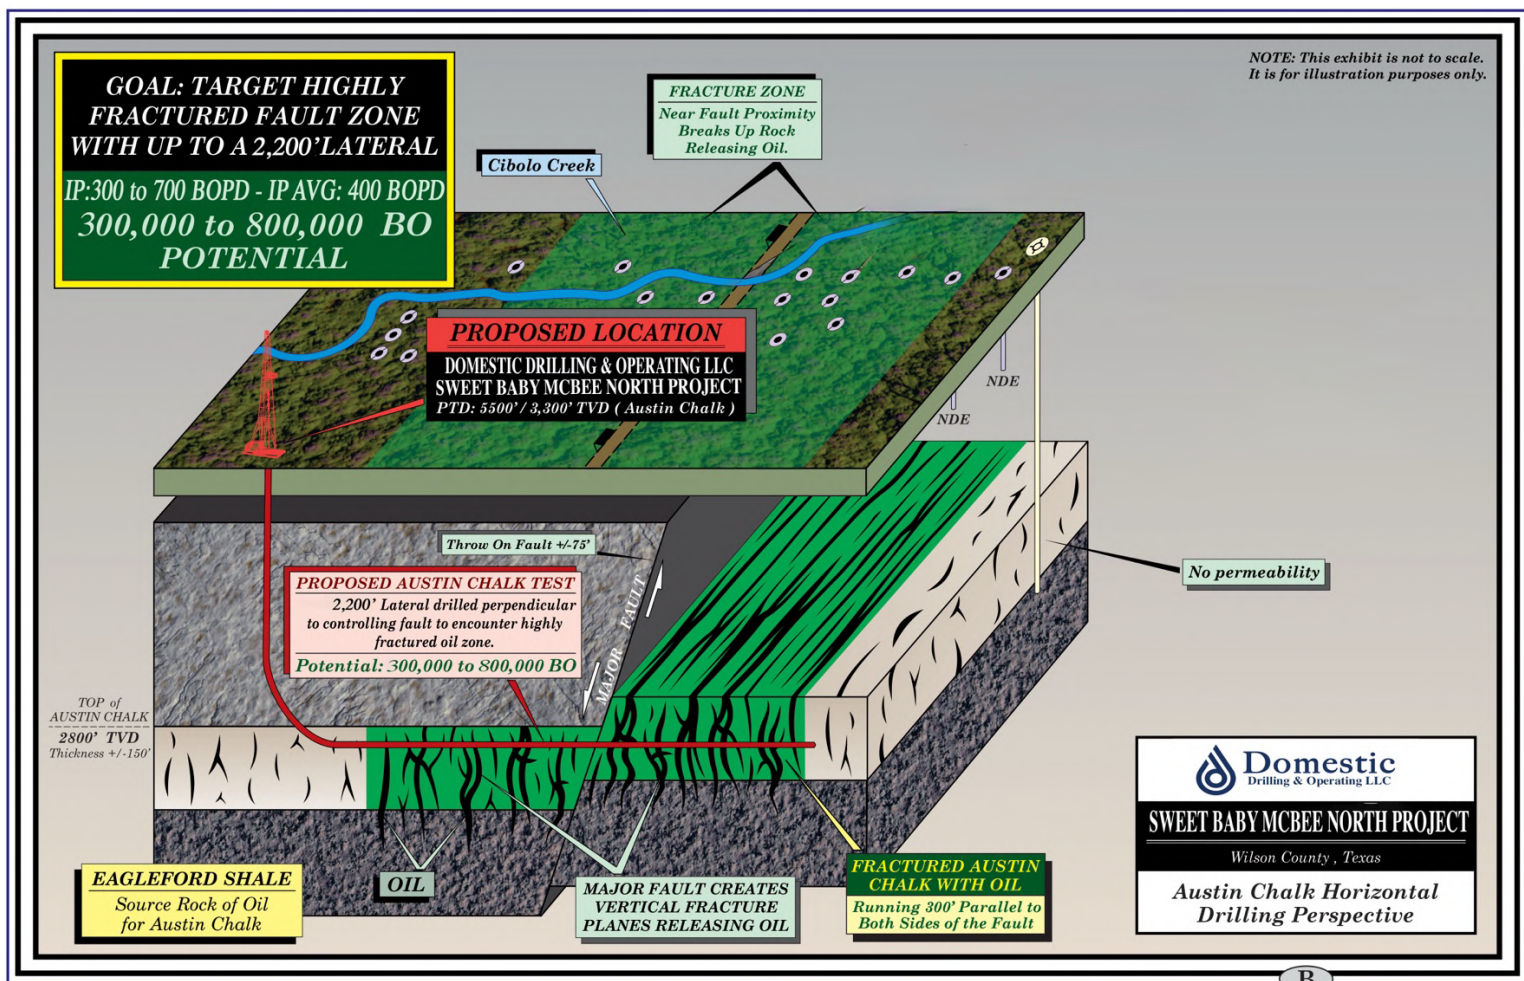 GOAL: TARGET HIGHLY
FRACTURED FAULT ZONE
WITH UP TO A 2,200' LATERAL
IP:300 to 700 BOPD - IP AVG: 400 BOPD
300,000 to 800,000 BO
POTENTIAL
NOTE: This exhibit is not to scale.
It is for illustration purposes only.
FRACTURE ZONE
Near Fault Proximity
Breaks Up Rock
Releasing Oil.
Cibolo Creek
PROPOSED LOCATION
DOMESTIC DRILLING & OPERATING LLC
SWEET BABY MCBEE NORTH PROJECT
PTD: 5500' / 3,300' TVD ( Austin Chalk )
NDE
NDE
Throw On Fault +/-75'
No permeability
PROPOSED AUSTIN CHALK TEST
2,200' Lateral drilled perpendicular
to controlling fault to encounter highly
fractured oil zone.
Potential: 300,000 to 800,000 BO
MAJOR FAULT
TOP of
AUSTIN CHALK
2800' TVD
Thickness +/-150'
EAGLEFORD SHALE
Source Rock of Oil
for Austin Chalk
OIL
MAJOR FAULT CREATES
VERTICAL FRACTURE
PLANES RELEASING OIL
FRACTURED AUSTIN
CHALK WITH OIL
Running 300' Parallel to
Both Sides of the Fault
Domestic
Drilling & Operating LLC
SWEET BABY MCBEE NORTH PROJECT
Wilson County , Texas
Austin Chalk Horizontal
Drilling Perspective
B